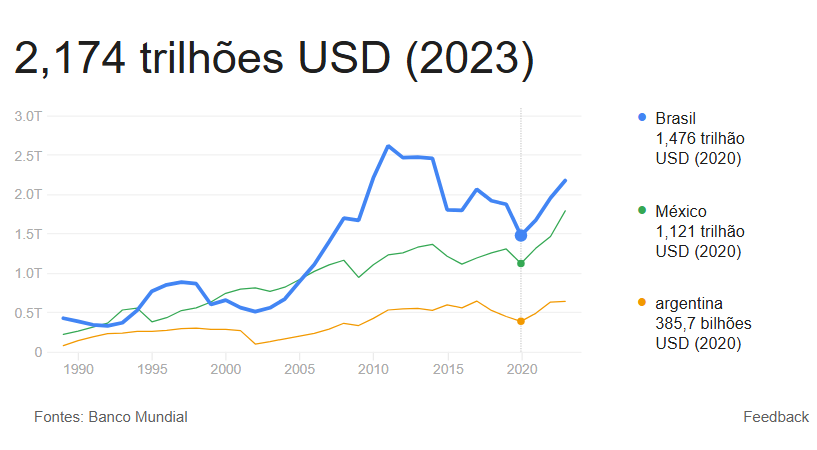 2,174 trilhões USD (2023)
3.0T
2.5T
2.0T
1.5T
1.0T
0.5T
0
1990 1995 2000 2005 2010 2015 2020
Brasil
1,476 trilhão
USD (2020)
México
1,121 trilhão
USD (2020)
argentina
385,7 bilhões
USD (2020)
Fontes: Banco Mundial
Feedback